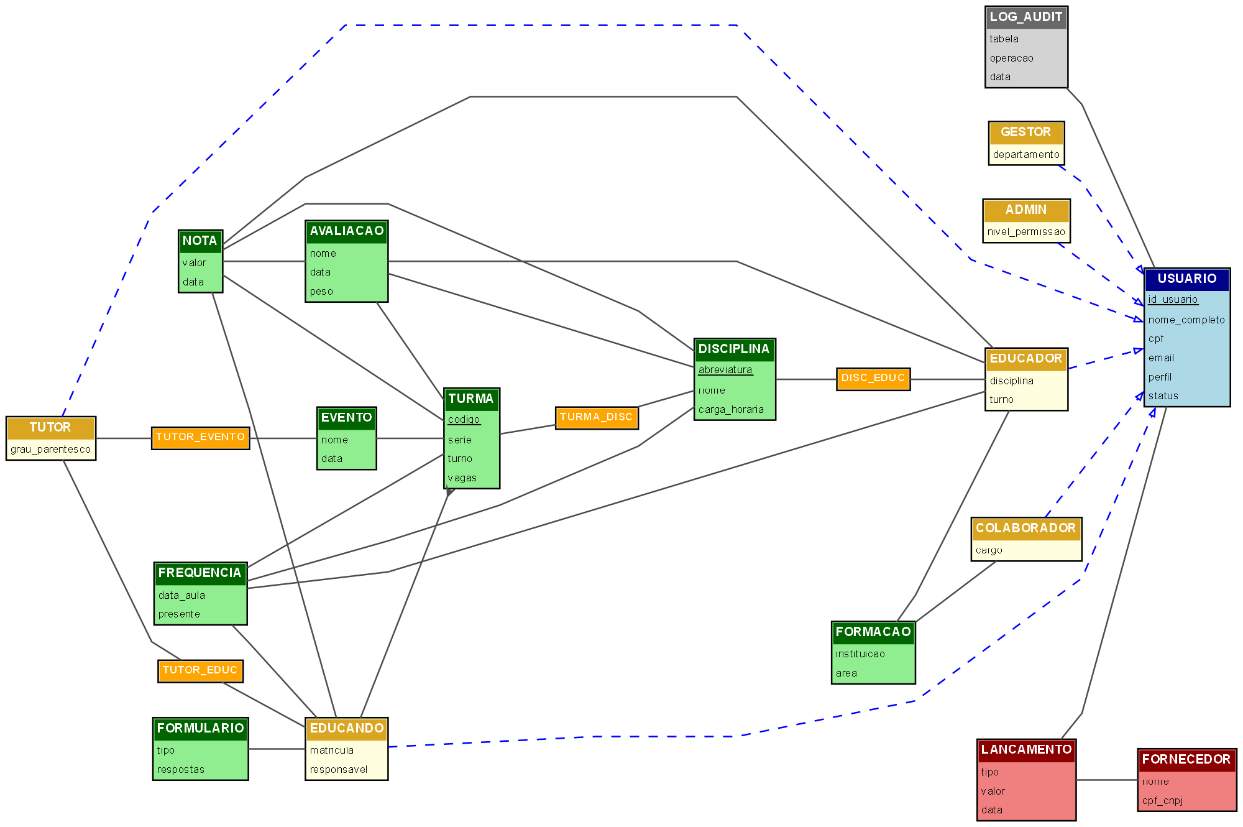 LOG_AUDIT
tabela
operacao
data
GESTOR
departamento
ADMIN
nivel_permissao
NOTA
valor
data
AVALIACAO
nome
data
peso
USUARIO
id_usuario
nome_completo
cpf
email
perfil
status
DISCIPLINA
abreviatura
nome
carga_horaria
DISC_EDUC
EDUCADOR
disciplina
turno
TURMA
codigo
serie
turno
vagas
TURMA_DISC
EVENTO
nome
data
TUTOR
grau_parentesco
TUTOR_EVENTO
COLABORADOR
cargo
FREQUENCIA
data_aula
presente
FORMACAO
instituicao
area
TUTOR_EDUC
FORMULARIO
tipo
respostas
EDUCANDO
matricula
responsavel
LANCAMENTO
tipo
valor
data
FORNECEDOR
nome
cpf_cnpj